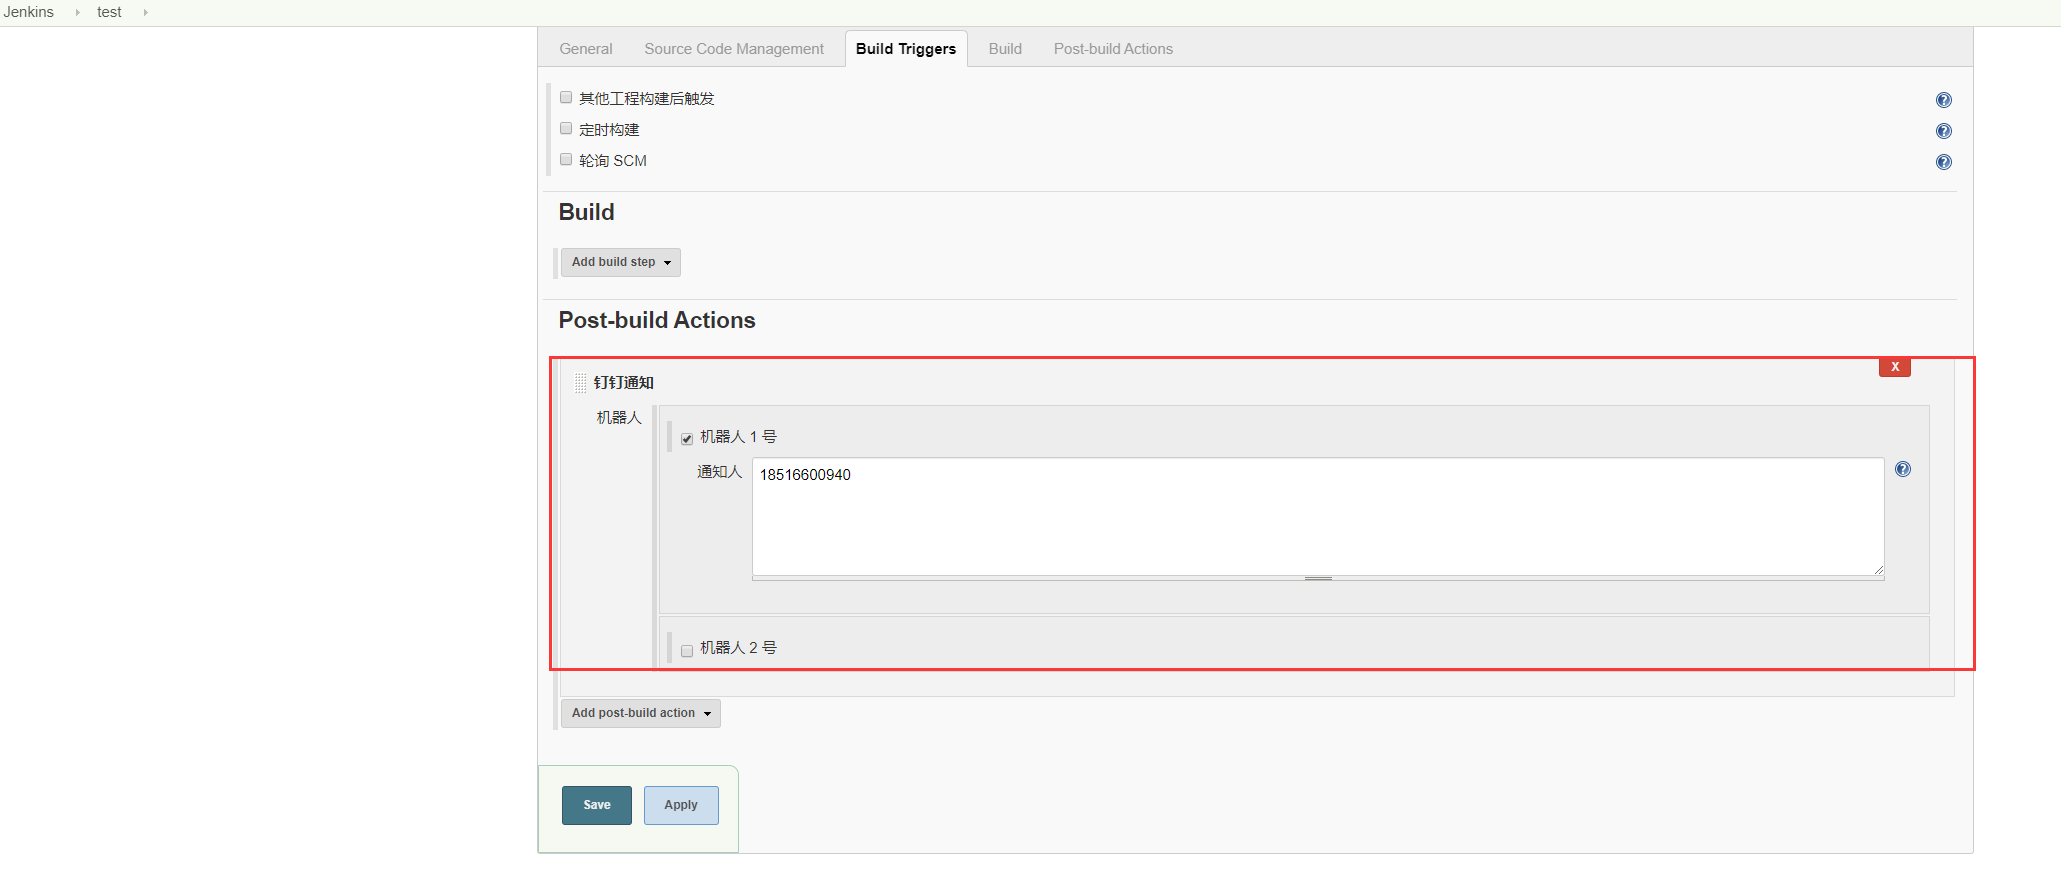 Jenkins test
General Source Code Management Build Triggers Build Post-build Actions
其他工程构建后触发
定时构建
轮询 SCM
Build
Add build step
Post-build Actions
X
钉钉通知
机器人
机器人 1 号
通知人 18516600940
机器人 2 号
Add post-build action
Save Apply